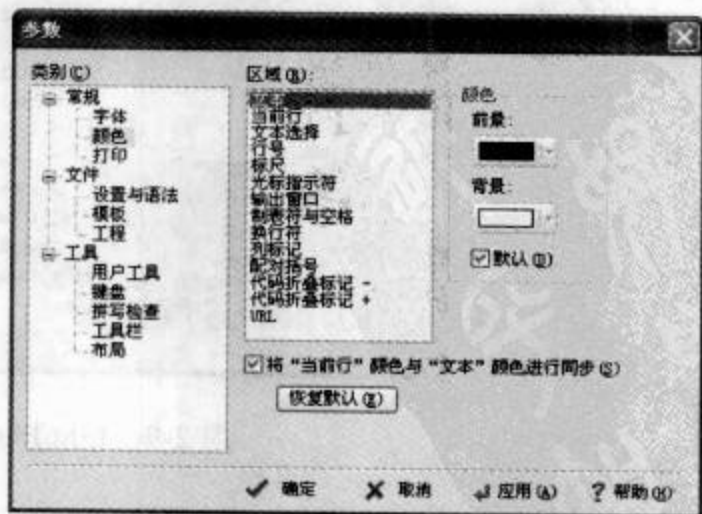 参数
类别(C)
常规
字体
颜色
打印
文件
设置与语法
模板
工程
工具
用户工具
键盘
拼写检查
工具栏
布局
区域(R):
当前行
文本选择
行号
标尺
光标指示符
输出窗口
制表符与空格
换行符
列标记
配对括号
代码折叠标记 -
代码折叠标记 +
URL
颜色
前景:
背景:
默认(D)
将“当前行”颜色与“文本”颜色进行同步(S)
恢复默认(E)
确定 取消 应用(A) ? 帮助(H)